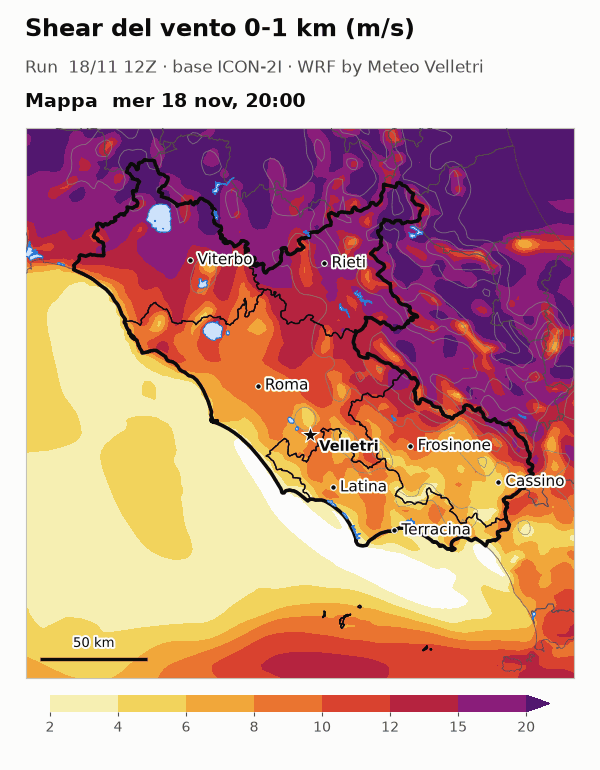 Shear del vento 0-1 km (m/s)
Run  18/11 12Z · base ICON-2I · WRF by Meteo Velletri
Mappa  mer 18 nov, 20:00
Viterbo
Rieti
Roma
Velletri
Frosinone
Cassino
Latina
Terracina
50 km
2 4 6 8 10 12 15 20